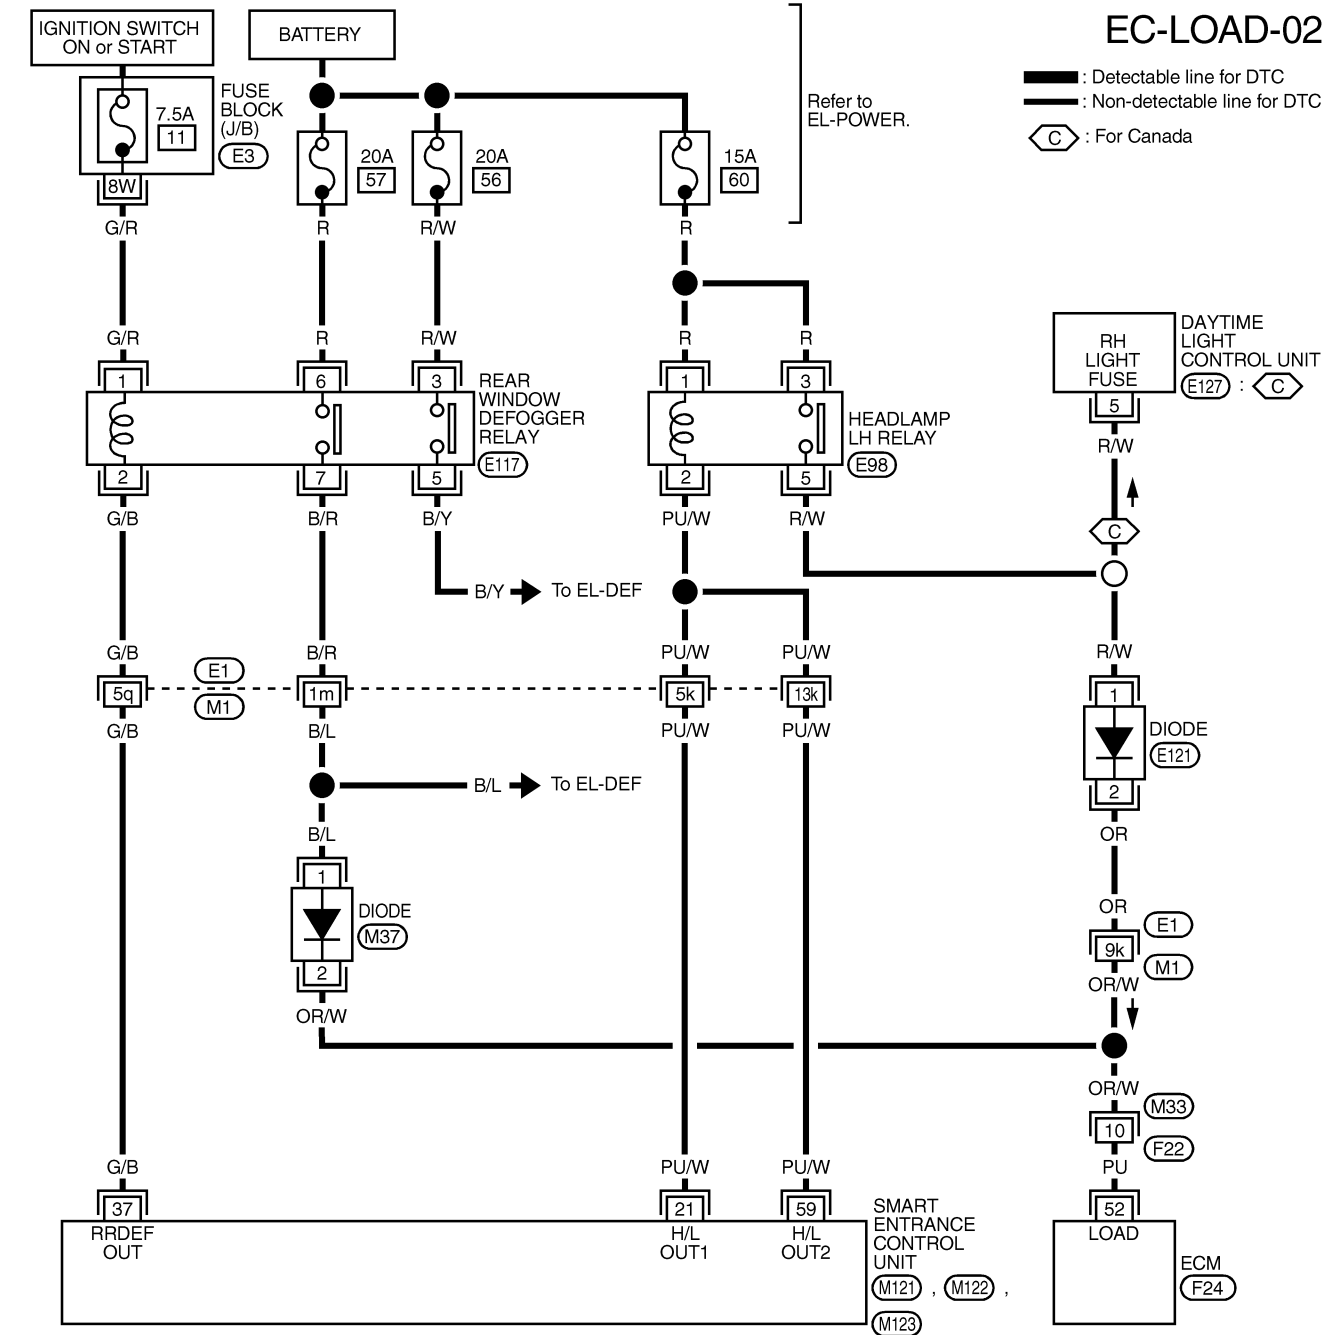 EC-LOAD-02
IGNITION SWITCH
ON or START
BATTERY
Refer to
EL-POWER.
: Detectable line for DTC
: Non-detectable line for DTC
C : For Canada
7.5A
11
FUSE
BLOCK
(J/B)
E3
20A
57
20A
56
15A
60
8W
G/R
R
R/W
R
G/R
R
R/W
R
R
1
6
3
REAR
WINDOW
DEFOGGER
RELAY
E117
1
3
HEADLAMP
LH RELAY
E98
RH
LIGHT
FUSE
DAYTIME
LIGHT
CONTROL UNIT
E127 : C
5
R/W
2
7
5
2
5
G/B
B/R
B/Y
PU/W
R/W
C
B/Y
To EL-DEF
G/B
B/R
PU/W
PU/W
R/W
E1
5q
1m
5k
13k
1
M1
G/B
B/L
PU/W
PU/W
DIODE
E121
2
B/L
To EL-DEF
B/L
OR
1
DIODE
M37
2
OR
E1
9k
M1
OR/W
OR/W
OR/W
M33
10
F22
G/B
PU/W
PU/W
PU
37
21
59
52
RRDEF
OUT
H/L
OUT1
H/L
OUT2
LOAD
SMART
ENTRANCE
CONTROL
UNIT
M121 , M122 ,
M123
ECM
F24